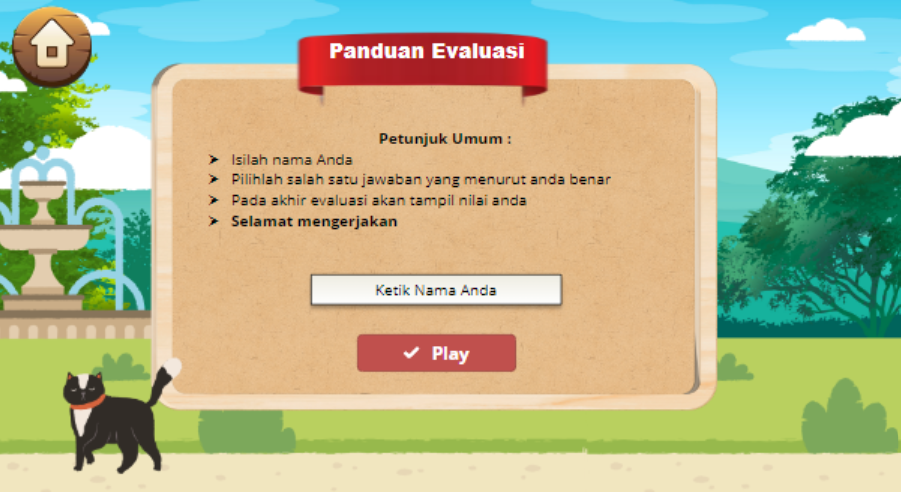 Panduan Evaluasi
Petunjuk Umum :
➤ Isilah nama Anda
➤ Pilihlah salah satu jawaban yang menurut anda benar
➤ Pada akhir evaluasi akan tampil nilai anda
➤ Selamat mengerjakan
Ketik Nama Anda
✔ Play